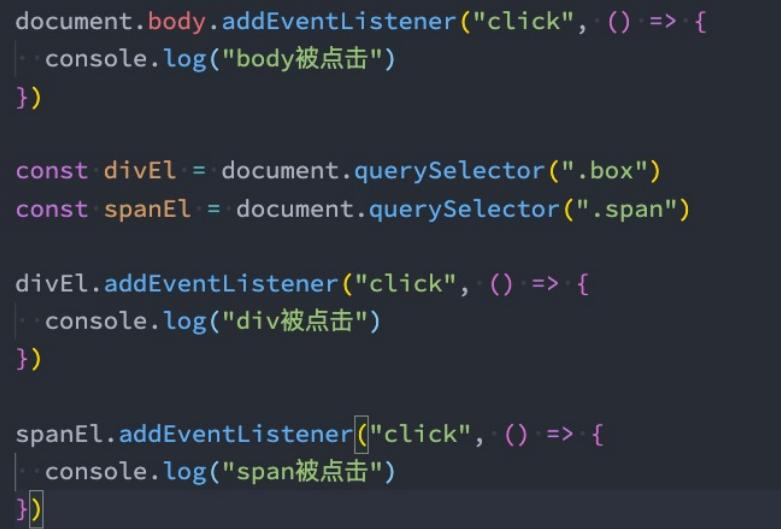 document.body.addEventListener("click", () => {
  console.log("body被点击")
})

const divEl = document.querySelector(".box")
const spanEl = document.querySelector(".span")

divEl.addEventListener("click", () => {
  console.log("div被点击")
})

spanEl.addEventListener("click", () => {
  console.log("span被点击")
})